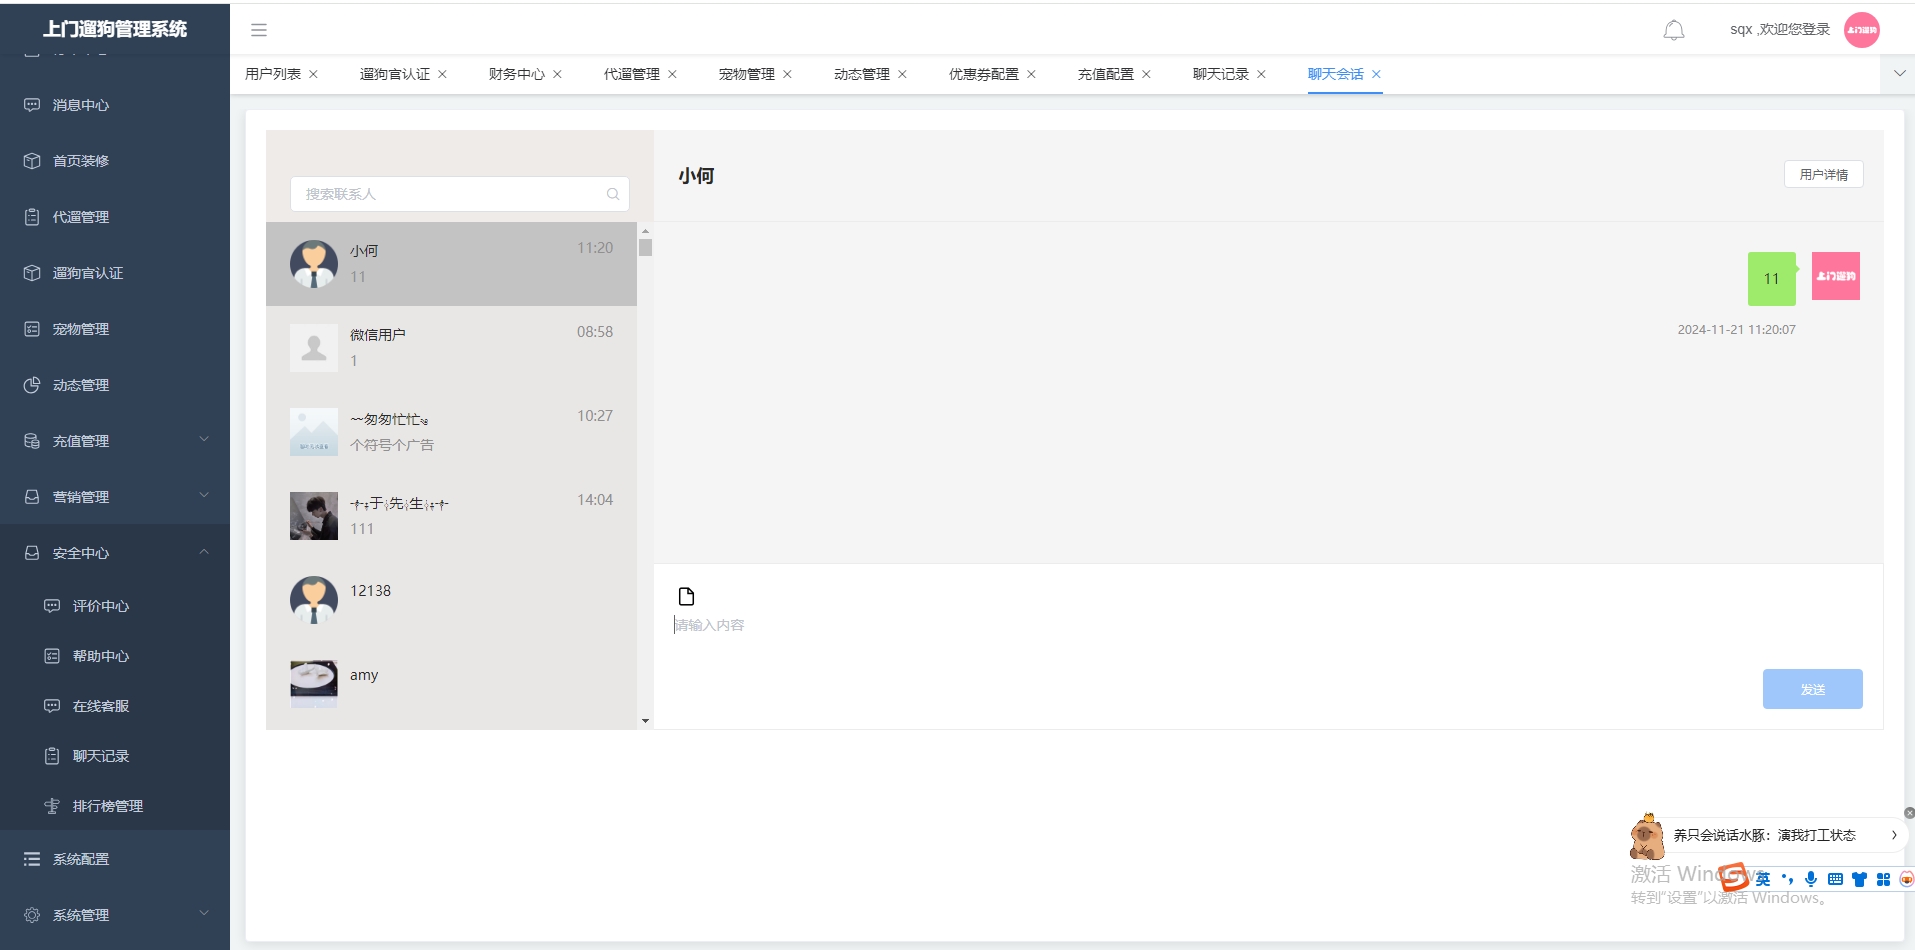 上门遛狗管理系统
消息中心
首页装修
代遛管理
遛狗官认证
宠物管理
动态管理
充值管理
营销管理
安全中心
评价中心
帮助中心
在线客服
聊天记录
排行榜管理
系统配置
系统管理
sqx ,欢迎您登录
上门遛狗
用户列表
遛狗官认证
财务中心
代遛管理
宠物管理
动态管理
优惠券配置
充值配置
聊天记录
聊天会话
搜索联系人
小何
11:20
11
微信用户
08:58
1
~~匆匆忙忙
10:27
个符号个广告
于先生
14:04
111
12138
amy
小何
用户详情
11
上门遛狗
2024-11-21 11:20:07
请输入内容
发送
养只会说话水豚：演我打工状态
激活 Windows
英
转到"设置"以激活 Windows。